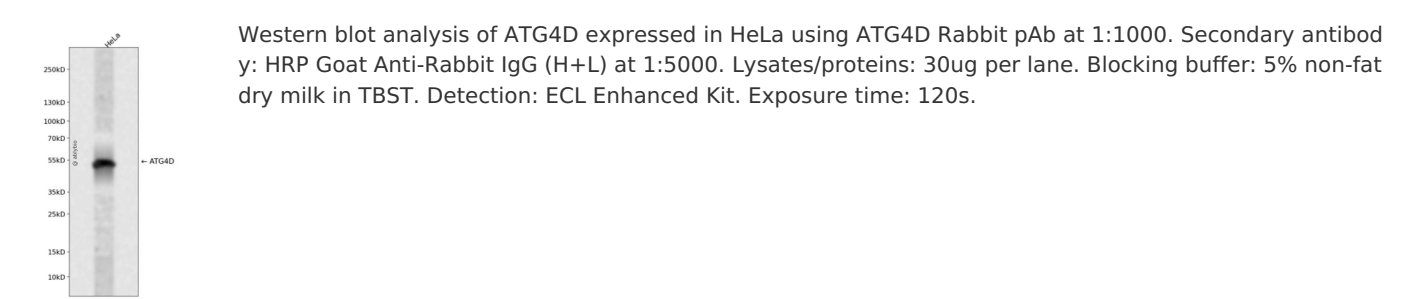 HeLa
250kD
130kD
100kD
70kD
55kD
35kD
25kD
15kD
10kD
@ abbybio
← ATG4D
Western blot analysis of ATG4D expressed in HeLa using ATG4D Rabbit pAb at 1:1000. Secondary antibod
y: HRP Goat Anti-Rabbit IgG (H+L) at 1:5000. Lysates/proteins: 30ug per lane. Blocking buffer: 5% non-fat
dry milk in TBST. Detection: ECL Enhanced Kit. Exposure time: 120s.